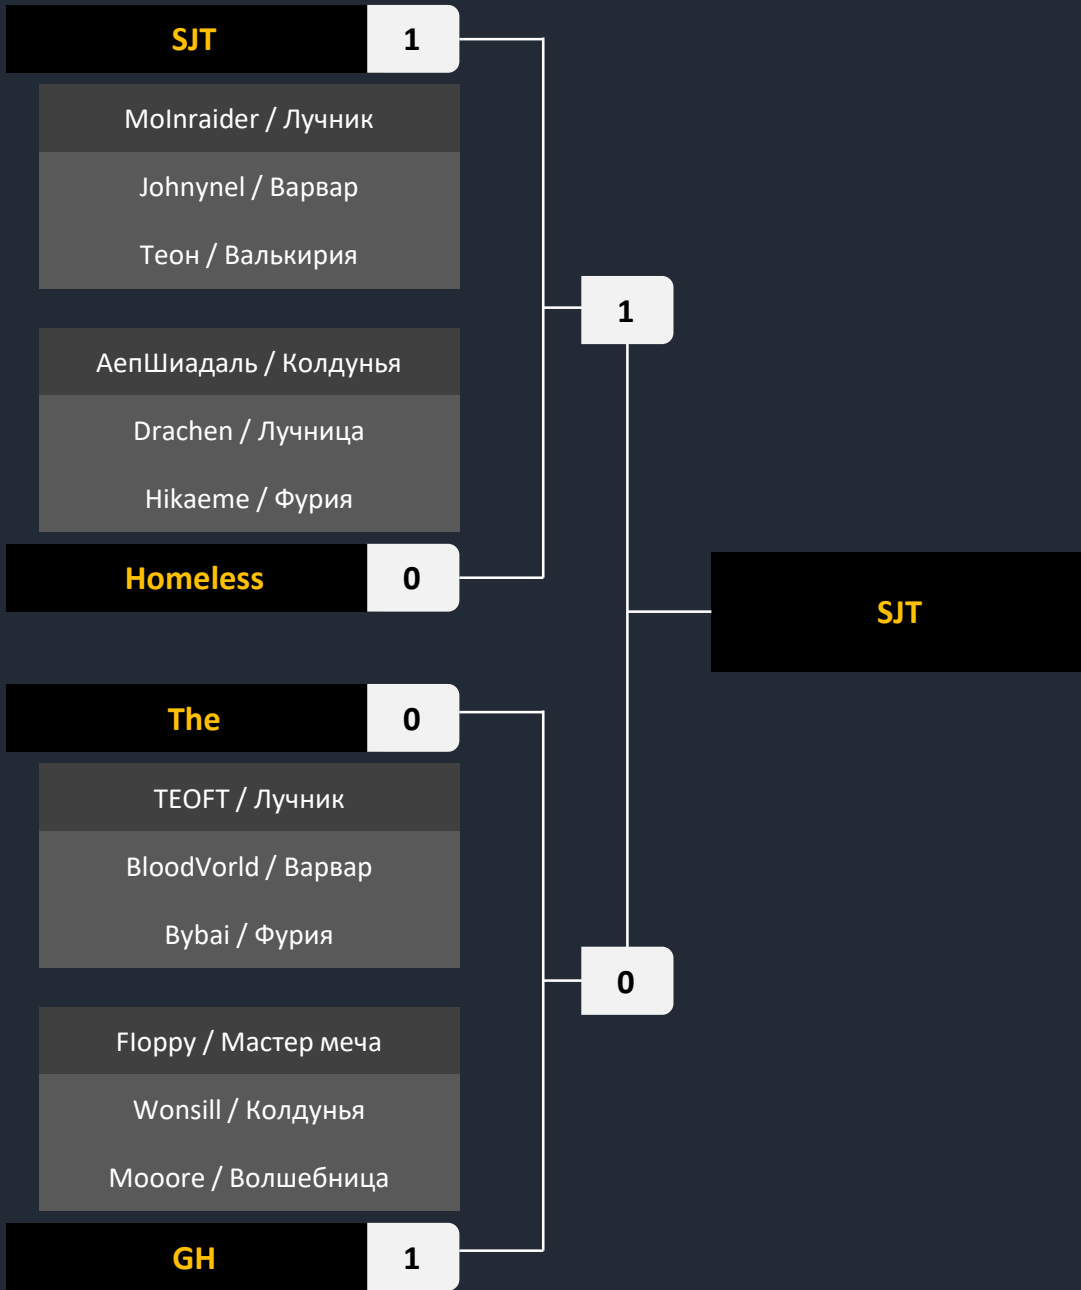 SJT 1
MoInraider / Лучник
Johnynel / Варвар
Теон / Валькирия
1
АепШиадаль / Колдунья
Drachen / Лучница
Hikaeme / Фурия
Homeless 0
SJT
The 0
TEOFT / Лучник
BloodVorld / Варвар
Bybai / Фурия
0
FIoppy / Мастер меча
Wonsill / Колдунья
Mooore / Волшебница
GH 1